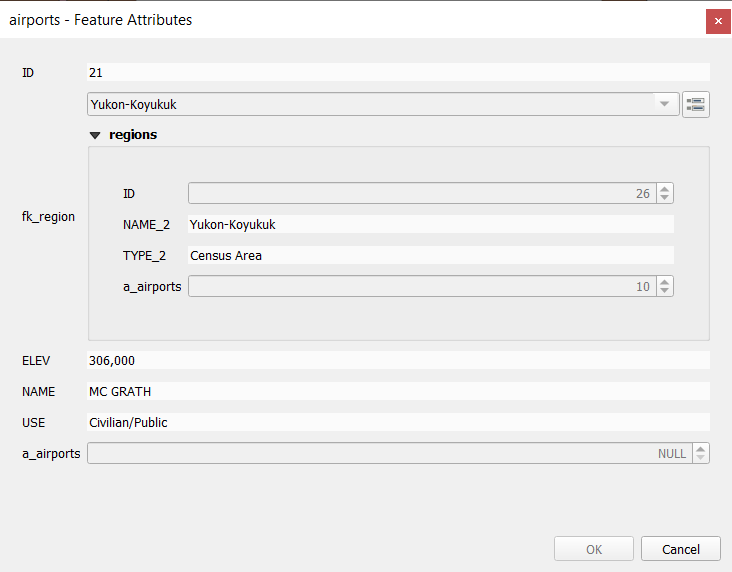 airports - Feature Attributes
ID 21
Yukon-Koyukuk
regions
ID 26
fk_region
NAME_2 Yukon-Koyukuk
TYPE_2 Census Area
a_airports 10
ELEV 306,000
NAME MC GRATH
USE Civilian/Public
a_airports NULL
OK Cancel